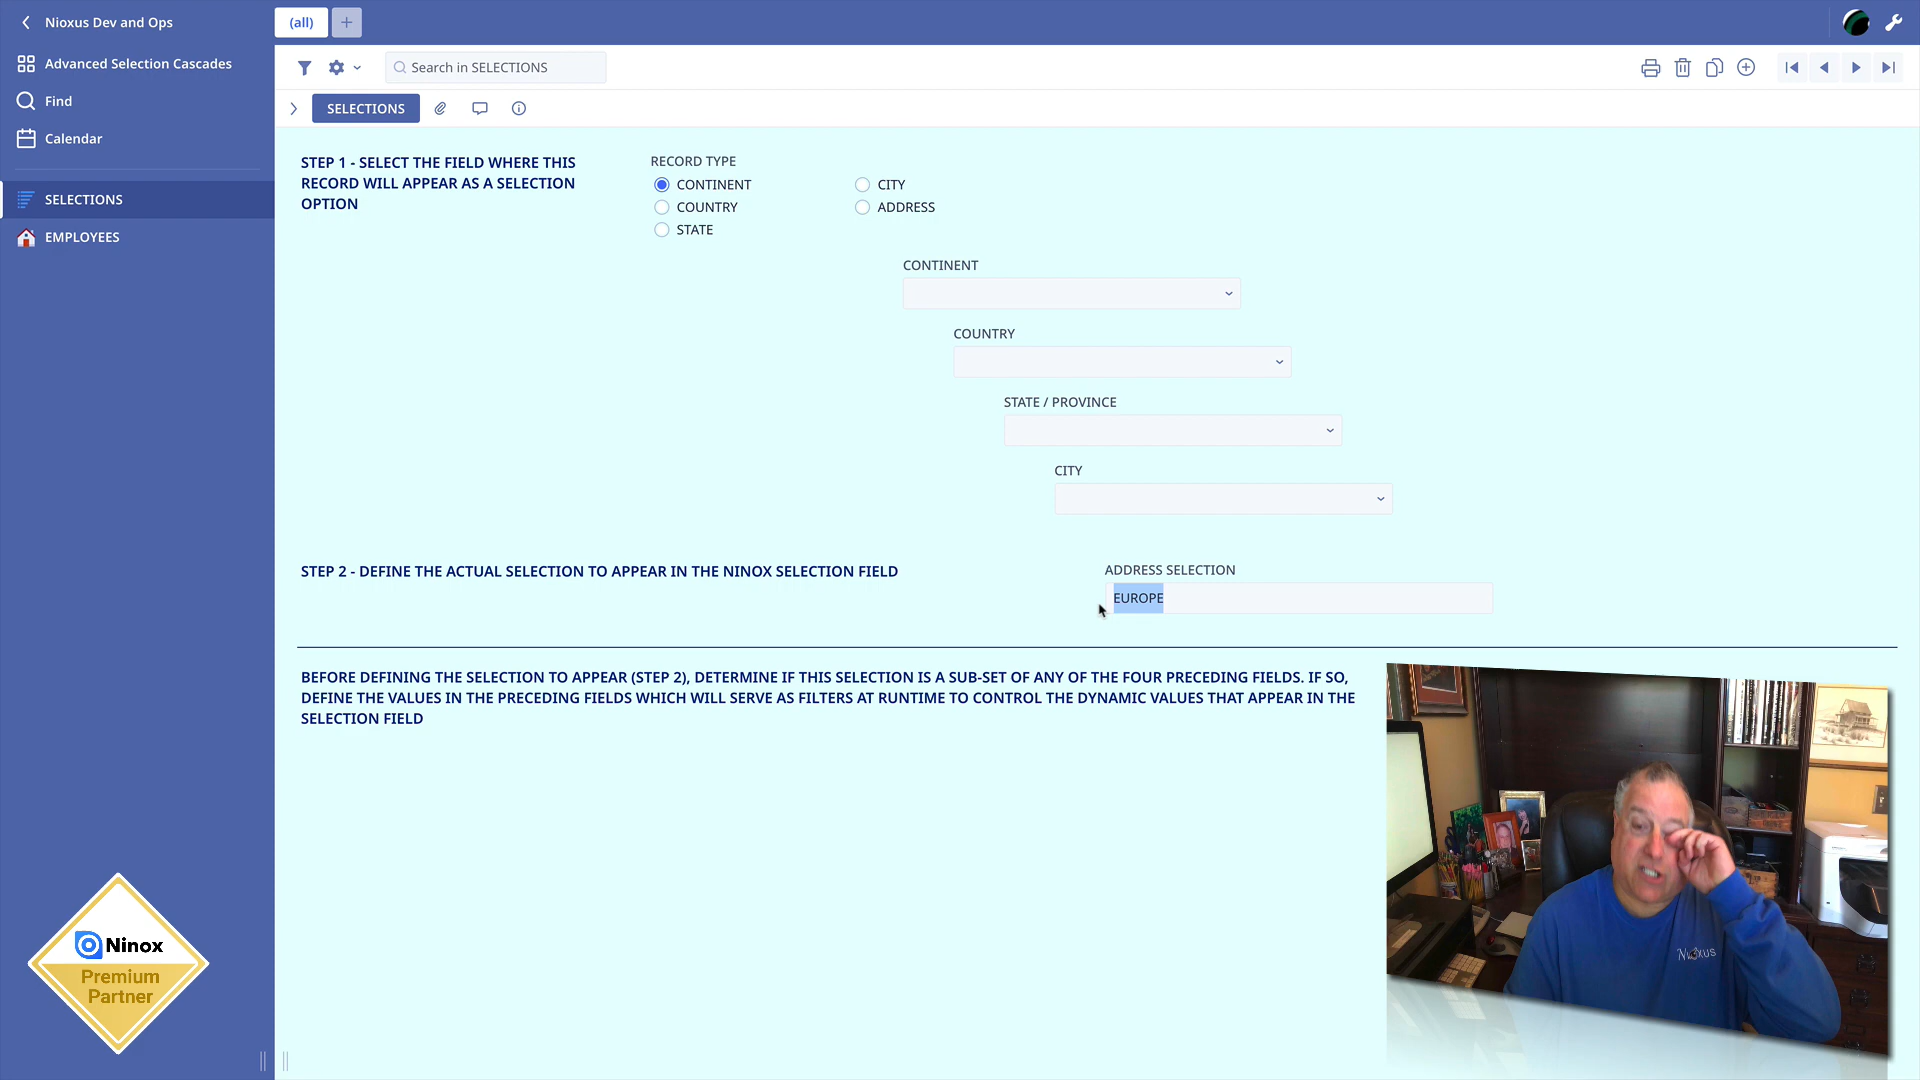 Nioxus Dev and Ops
(all)
Advanced Selection Cascades
Search in SELECTIONS
Find
SELECTIONS
Calendar
SELECTIONS
EMPLOYEES
STEP 1 - SELECT THE FIELD WHERE THIS
RECORD WILL APPEAR AS A SELECTION
OPTION
RECORD TYPE
CONTINENT
CITY
COUNTRY
ADDRESS
STATE
CONTINENT
COUNTRY
STATE / PROVINCE
CITY
STEP 2 - DEFINE THE ACTUAL SELECTION TO APPEAR IN THE NINOX SELECTION FIELD
ADDRESS SELECTION
EUROPE
BEFORE DEFINING THE SELECTION TO APPEAR (STEP 2), DETERMINE IF THIS SELECTION IS A SUB-SET OF ANY OF THE FOUR PRECEDING FIELDS. IF SO,
DEFINE THE VALUES IN THE PRECEDING FIELDS WHICH WILL SERVE AS FILTERS AT RUNTIME TO CONTROL THE DYNAMIC VALUES THAT APPEAR IN THE
SELECTION FIELD
Ninox
Premium
Partner
Nioxus